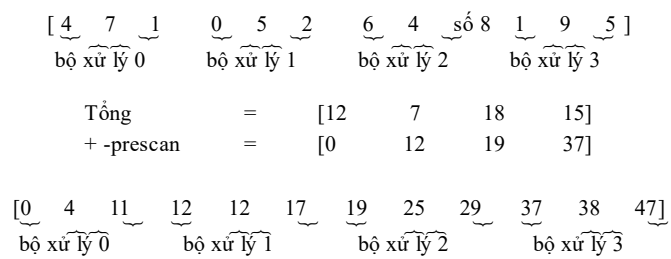 [ 4 7 1 0 5 2 6 4 số 8 1 9 5 ]
bộ xử lý 0 bộ xử lý 1 bộ xử lý 2 bộ xử lý 3
Tổng = [12 7 18 15]
+ -prescan = [0 12 19 37]
[0 4 11 12 12 17 19 25 29 37 38 47]
bộ xử lý 0 bộ xử lý 1 bộ xử lý 2 bộ xử lý 3